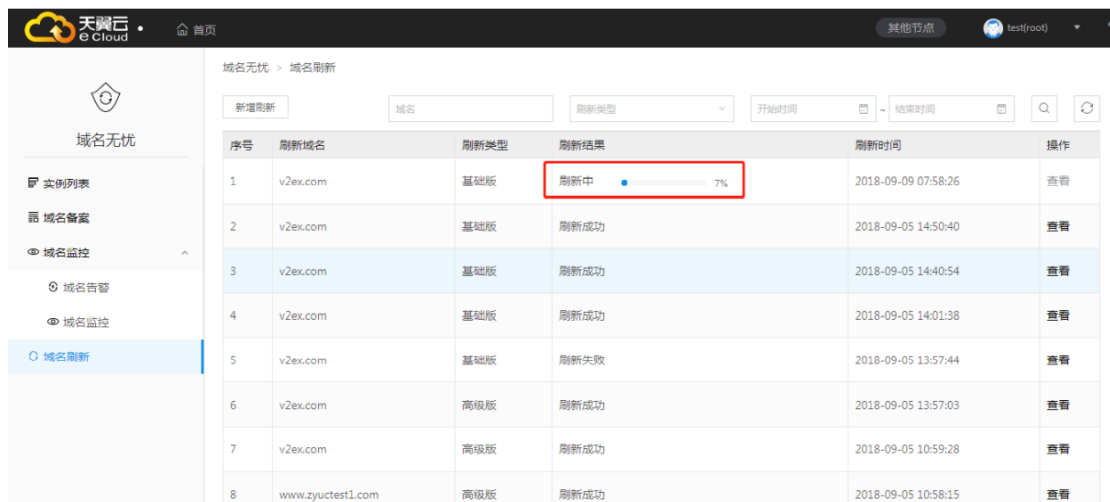 天翼云 e Cloud 首页 其他节点 test(root)
域名无忧 > 域名刷新
新增刷新 域名 刷新类型 开始时间 ~ 结束时间
域名无忧
实例列表
域名备案
域名监控
域名告警
域名监控
域名刷新
序号 刷新域名 刷新类型 刷新结果 刷新时间 操作
1 v2ex.com 基础版 刷新中 7% 2018-09-09 07:58:26 查看
2 v2ex.com 基础版 刷新成功 2018-09-05 14:50:40 查看
3 v2ex.com 基础版 刷新成功 2018-09-05 14:40:54 查看
4 v2ex.com 基础版 刷新成功 2018-09-05 14:01:38 查看
5 v2ex.com 基础版 刷新失败 2018-09-05 13:57:44 查看
6 v2ex.com 高级版 刷新成功 2018-09-05 13:57:03 查看
7 v2ex.com 高级版 刷新成功 2018-09-05 10:59:28 查看
8 www.zyuctest1.com 高级版 刷新成功 2018-09-05 10:58:15 查看